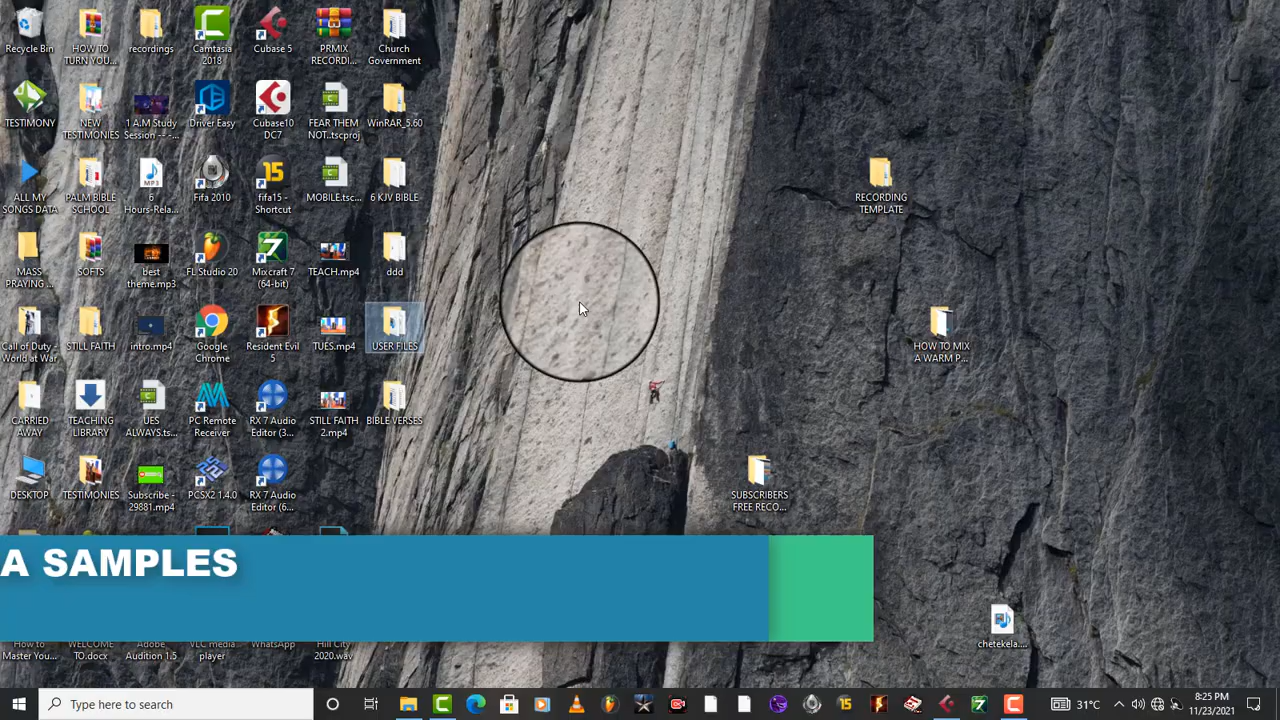 Recycle Bin
HOW TO
TURN YOU...
recordings
Camtasia
2018
Cubase 5
PRMIX
RECORDI...
Church
Government
TESTIMONY
NEW
TESTIMONIES
1 A.M Study
Session -- -...
Driver Easy
Cubase10
DC7
FEAR THEM
NOT..tscproj
WinRAR_5.60
ALL MY
SONGS DATA
PALM BIBLE
SCHOOL
MP3
6
Hours-Rela...
Fifa 2010
15
fifa15 -
Shortcut
MOBILE.tsc...
6 KJV BIBLE
RECORDING
TEMPLATE
MASS
PRAYING ...
SOFTS
best
theme.mp3
FL Studio 20
Mixcraft 7
(64-bit)
TEACH.mp4
ddd
Call of Duty -
World at War
STILL FAITH
intro.mp4
Google
Chrome
Resident Evil
5
TUES.mp4
USER FILES
HOW TO MIX
A WARM P...
CARRIED
AWAY
TEACHING
LIBRARY
UES
ALWAYS.ts...
PC Remote
Receiver
RX 7 Audio
Editor (3...
STILL FAITH
2.mp4
BIBLE VERSES
DESKTOP
TESTIMONIES
Subscribe -
29881.mp4
PCSX2 1.4.0
RX 7 Audio
Editor (6...
SUBSCRIBERS
FREE RECO...
A SAMPLES
How to
Master You...
WELCOME
TO.docx
Adobe
Audition 1.5
VLC media
player
WhatsApp
Hill City
2020.wav
chetekela....
Type here to search
15
31°C
8:25 PM
11/23/2021